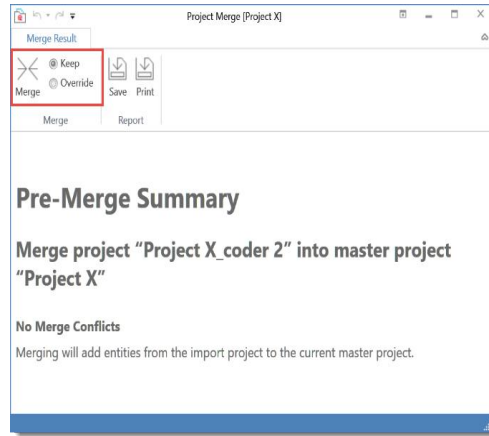 Project Merge [Project X]
Merge Result
Keep
Override
Merge
Save Print
Merge Report
Pre-Merge Summary
Merge project “Project X_coder 2” into master project
“Project X”
No Merge Conflicts
Merging will add entities from the import project to the current master project.